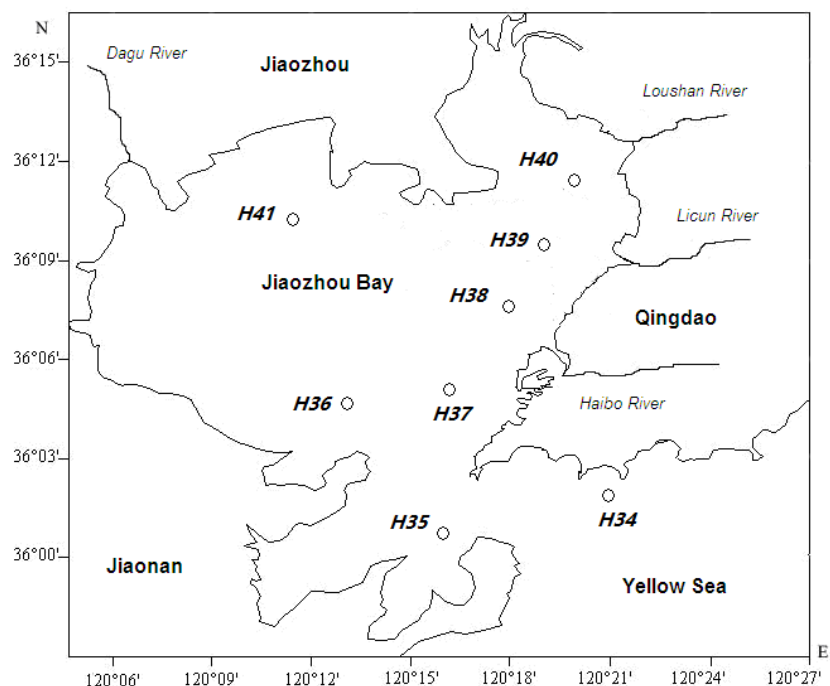 N
Dagu River
36°15'
Jiaozhou
Loushan River
36°12'
H40
H41
Licun River
H39
36°09'
Jiaozhou Bay
H38
Qingdao
36°06'
H36
H37
Haibo River
36°03'
H35
H34
36°00'
Jiaonan
Yellow Sea
E
120°06'
120°09'
120°12'
120°16'
120°18'
120°21'
120°24'
120°27'